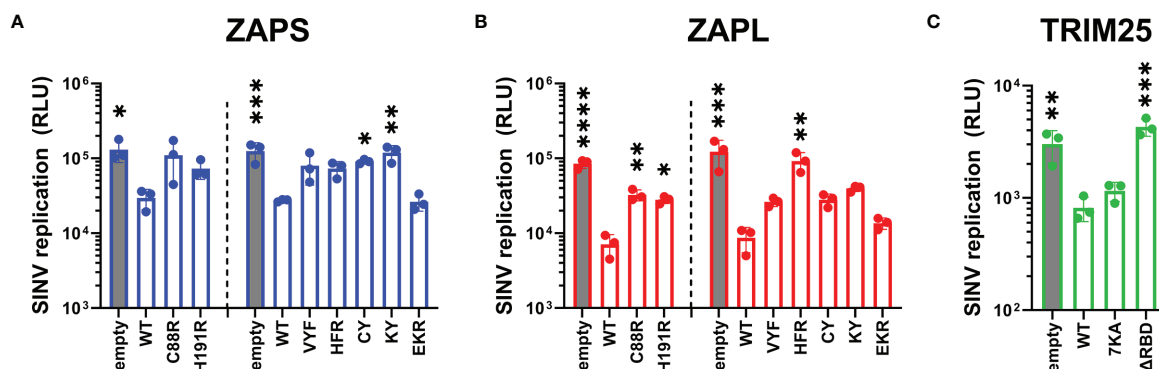 A
ZAPS
SINV replication (RLU)
10⁶
10⁵
10⁴
10³
*
***
*
**
empty
WT
C88R
H191R
empty
WT
VYF
HFR
CY
KY
EKR
B
ZAPL
SINV replication (RLU)
10⁶
10⁵
10⁴
10³
****
**
*
***
**
empty
WT
C88R
H191R
empty
WT
VYF
HFR
CY
KY
EKR
C
TRIM25
SINV replication (RLU)
10⁴
10³
10²
**
***
empty
WT
7KA
ΔRBD